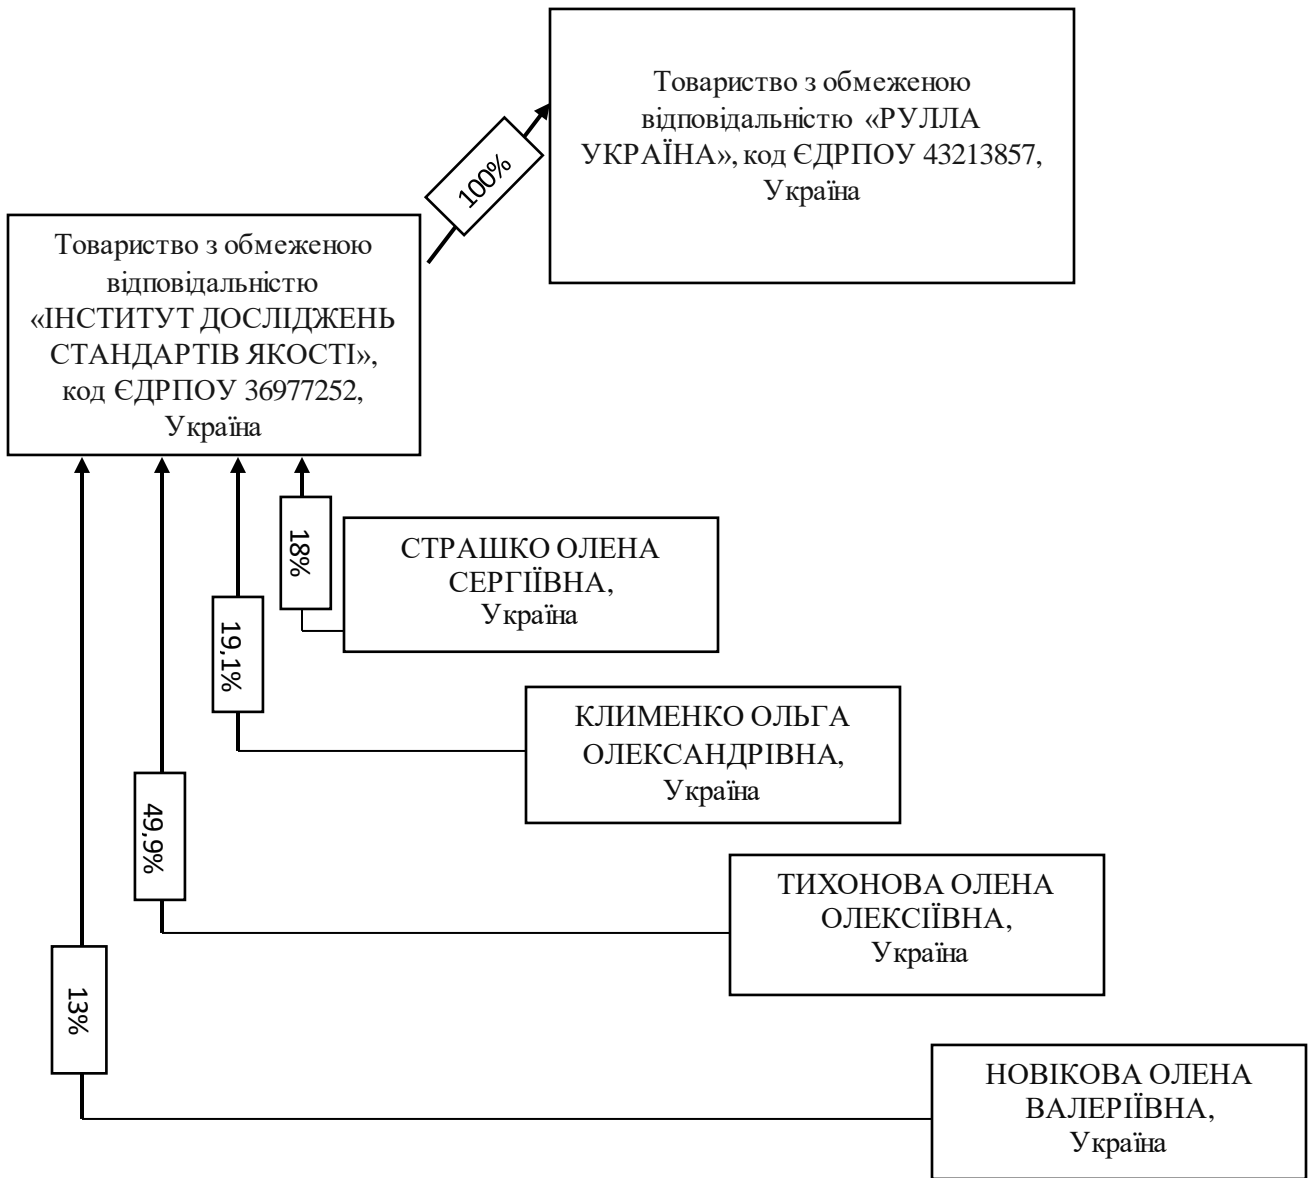 Товариство з обмеженою
відповідальністю «РУЛЛА
УКРАЇНА», код ЄДРПОУ 43213857,
Україна
100%
Товариство з обмеженою
відповідальністю
«ІНСТИТУТ ДОСЛІДЖЕНЬ
СТАНДАРТІВ ЯКОСТІ»,
код ЄДРПОУ 36977252,
Україна
18%
СТРАШКО ОЛЕНА
СЕРГІЇВНА,
Україна
19,1%
КЛИМЕНКО ОЛЬГА
ОЛЕКСАНДРІВНА,
Україна
49,9%
ТИХОНОВА ОЛЕНА
ОЛЕКСІЇВНА,
Україна
13%
НОВІКОВА ОЛЕНА
ВАЛЕРІЇВНА,
Україна